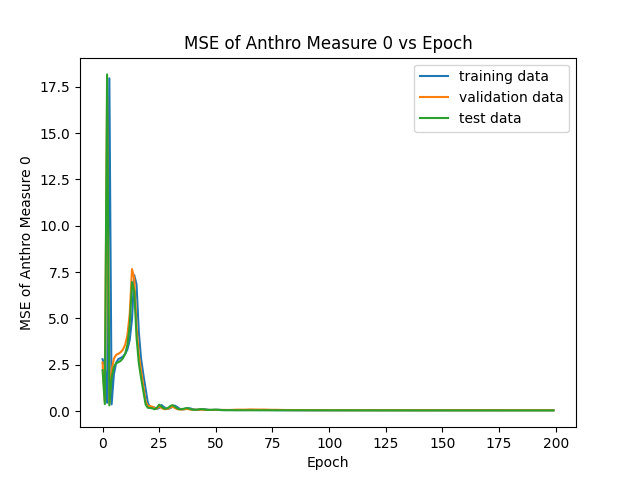 MSE of Anthro Measure 0 vs Epoch
training data
validation data
test data
MSE of Anthro Measure 0
17.5
15.0
12.5
10.0
7.5
5.0
2.5
0.0
0 25 50 75 100 125 150 175 200
Epoch